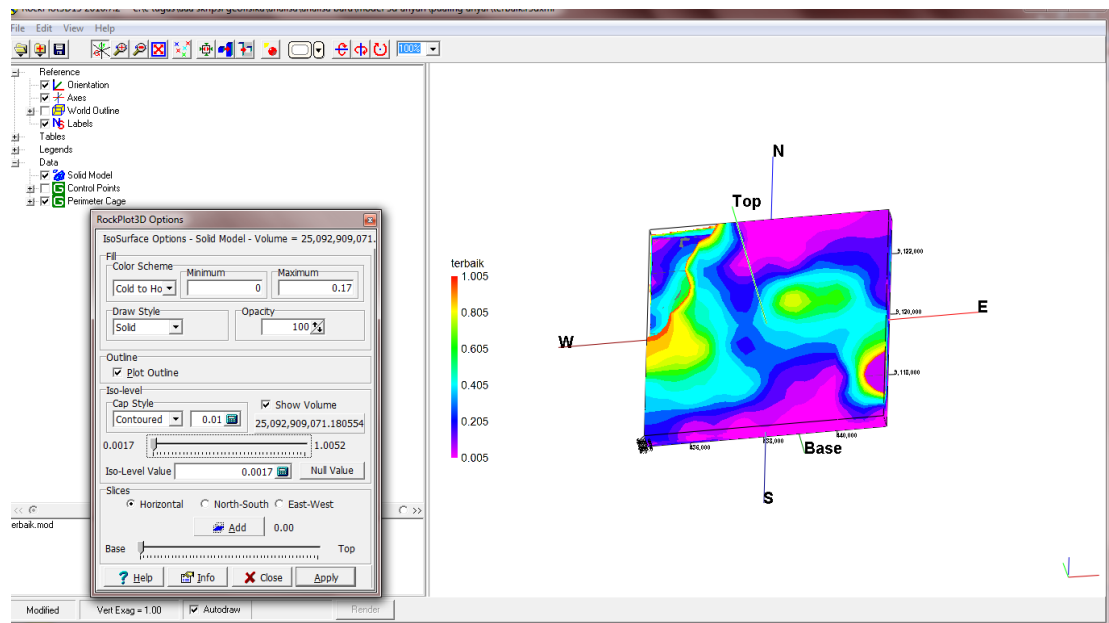 File Edit View Help
100%
Reference
Orientation
Axes
World Outline
Labels
Tables
Legends
Data
Solid Model
Control Points
Perimeter Cage
RockPlot3D Options
IsoSurface Options - Solid Model - Volume = 25,092,909,071.
Fill
Color Scheme
Minimum
Maximum
Cold to Ho
0
0.17
Draw Style
Opacity
Solid
100 %
Outline
Plot Outline
Iso-level
Cap Style
Contoured
0.01
Show Volume
25,092,909,071.180554
0.0017
1.0052
Iso-Level Value
0.0017
Null Value
Slices
Horizontal
North-South
East-West
Add
0.00
Base
Top
Help
Info
Close
Apply
<<
>>
erbaik.mod
Modified
Vert Exag = 1.00
Autodraw
Render
terbaik
1.005
0.805
0.605
0.405
0.205
0.005
N
Top
E
W
Base
S